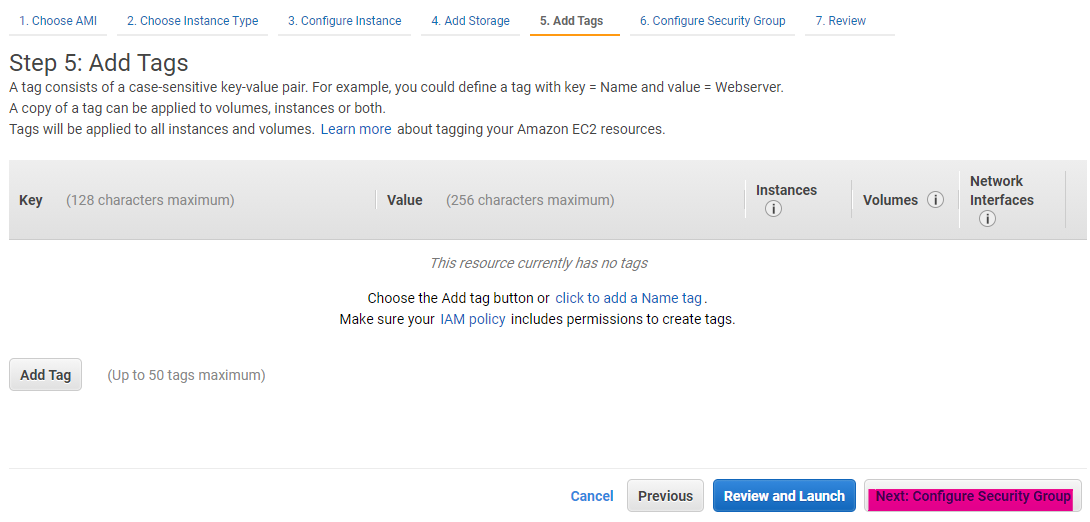 1. Choose AMI 2. Choose Instance Type 3. Configure Instance 4. Add Storage 5. Add Tags 6. Configure Security Group 7. Review
Step 5: Add Tags
A tag consists of a case-sensitive key-value pair. For example, you could define a tag with key = Name and value = Webserver.
A copy of a tag can be applied to volumes, instances or both.
Tags will be applied to all instances and volumes. Learn more about tagging your Amazon EC2 resources.
Key (128 characters maximum) Value (256 characters maximum) Instances i Volumes i Network
Interfaces
i
This resource currently has no tags
Choose the Add tag button or click to add a Name tag.
Make sure your IAM policy includes permissions to create tags.
Add Tag (Up to 50 tags maximum)
Cancel Previous Review and Launch Next: Configure Security Group